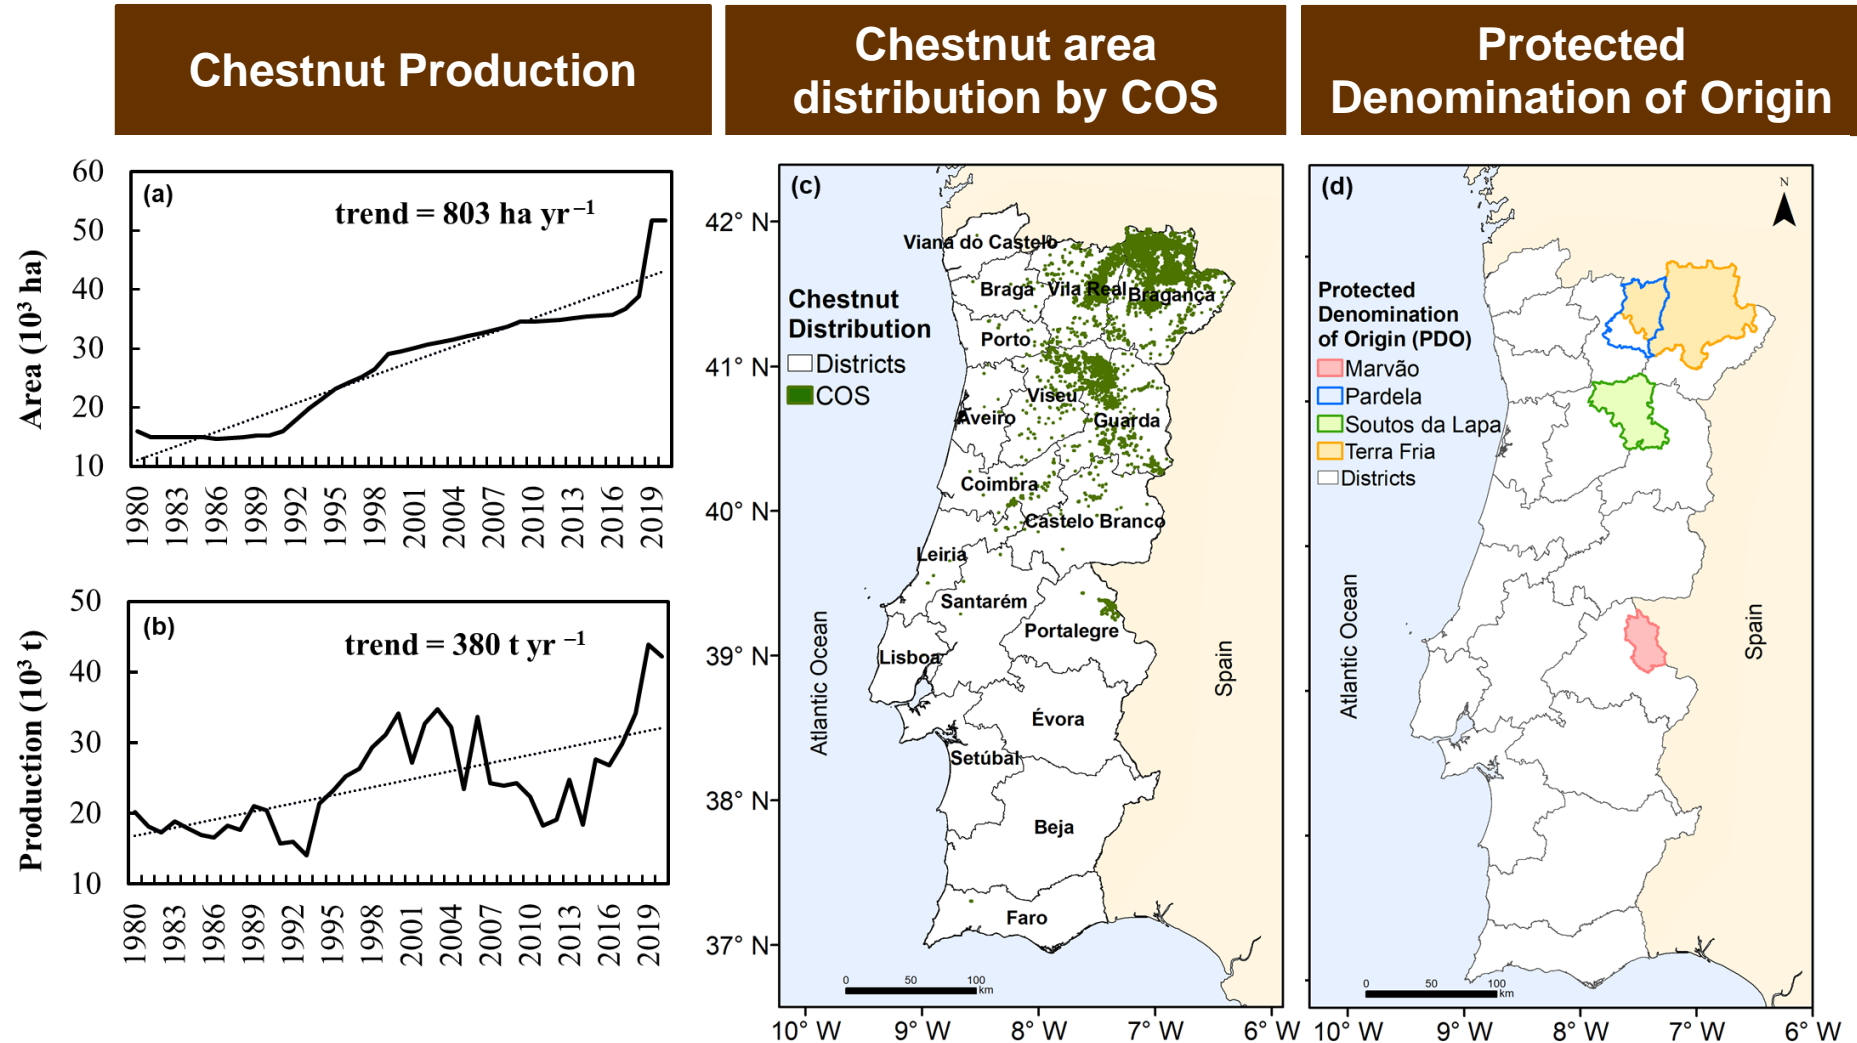 Chestnut Production
Chestnut area
distribution by COS
Protected
Denomination of Origin
(a)
trend = 803 ha yr −1
Area (10³ ha)
60
50
40
30
20
10
1980
1983
1986
1989
1992
1995
1998
2001
2004
2007
2010
2013
2016
2019
(b)
trend = 380 t yr −1
Production (10³ t)
50
40
30
20
10
1980
1983
1986
1989
1992
1995
1998
2001
2004
2007
2010
2013
2016
2019
(c)
N
42° N
41° N
40° N
39° N
38° N
37° N
Chestnut
Distribution
Districts
COS
Viana do Castelo
Braga
Vila Real
Bragança
Porto
Viseu
Aveiro
Guarda
Coimbra
Castelo Branco
Leiria
Santarém
Portalegre
Lisboa
Évora
Setúbal
Beja
Faro
Atlantic Ocean
Spain
0 50 100
km
10° W 9° W 8° W 7° W 6° W
(d)
N
Protected
Denomination
of Origin (PDO)
Marvão
Pardela
Soutos da Lapa
Terra Fria
Districts
Atlantic Ocean
Spain
0 50 100
km
10° W 9° W 8° W 7° W 6° W